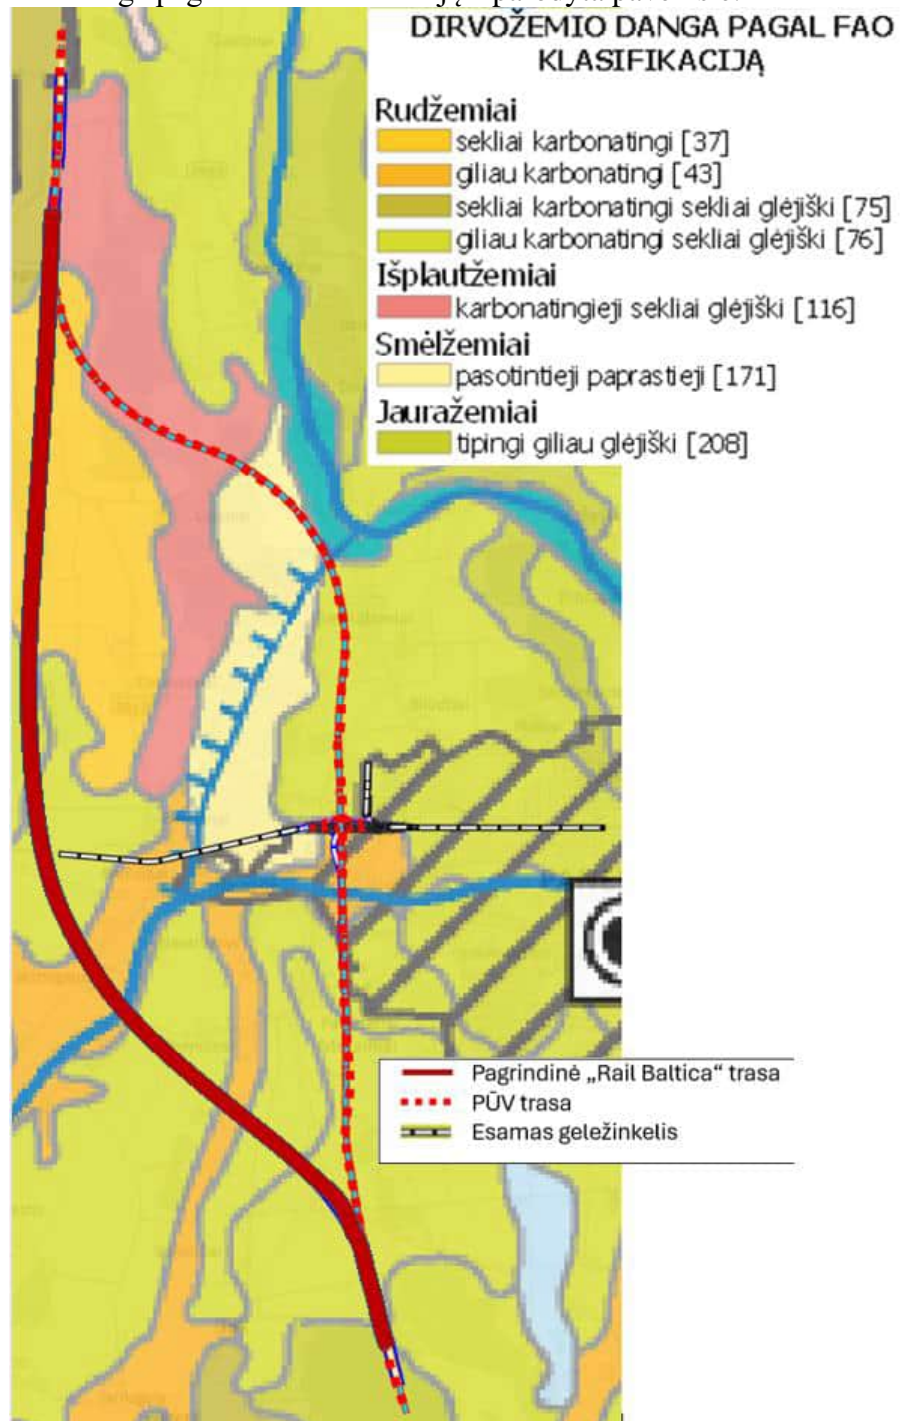 DIRVOŽEMIO DANGA PAGAL FAO
KLASIFIKACIJĄ
Rudžemiai
sekliai karbonatingi [37]
giliau karbonatingi [43]
sekliai karbonatingi sekliai glėjiški [75]
giliau karbonatingi sekliai glėjiški [76]
Išplautžemiai
karbonatingieji sekliai glėjiški [116]
Smėlžemiai
pasotintieji paprastieji [171]
Jauražemiai
tipingi giliau glėjiški [208]
Pagrindinė „Rail Baltica“ trasa
PŪV trasa
Esamas geležinkelis